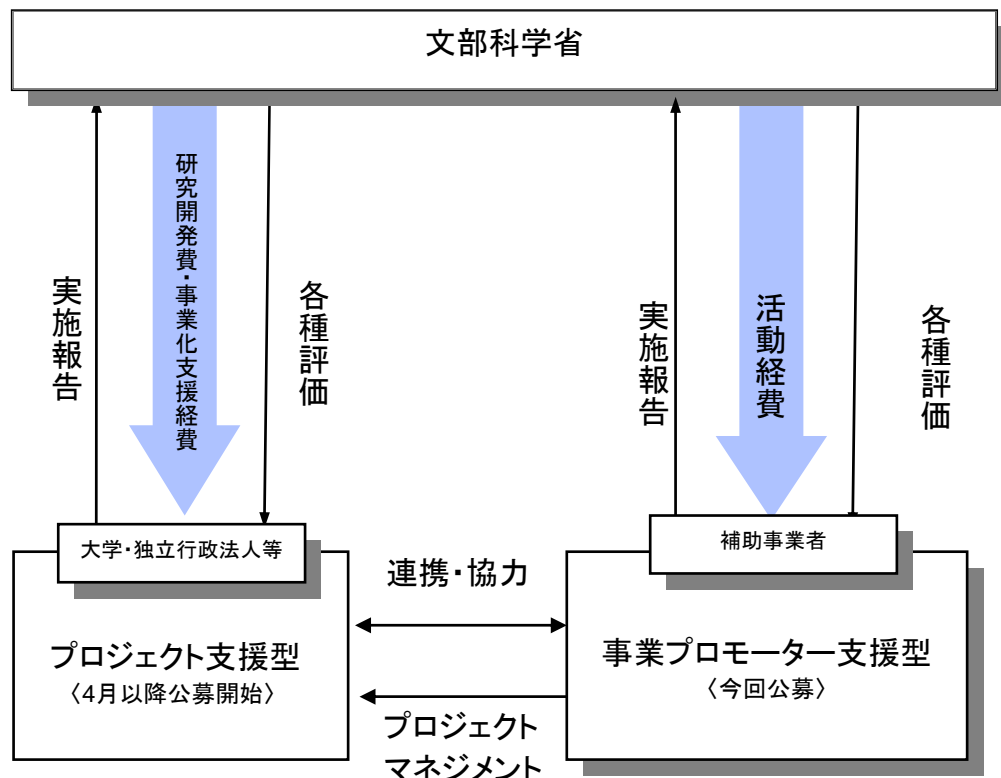 文部科学省
実施報告
研究開発費・事業化支援経費
各種評価
実施報告
活動経費
各種評価
大学・独立行政法人等
プロジェクト支援型
〈4月以降公募開始〉
連携・協力
プロジェクト
マネジメント
補助事業者
事業プロモーター支援型
〈今回公募〉